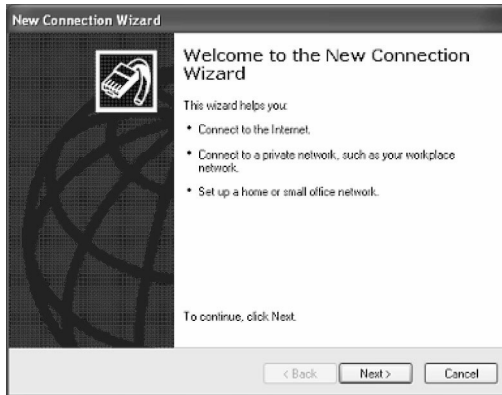 New Connection Wizard
Welcome to the New Connection
Wizard
This wizard helps you:
• Connect to the Internet.
• Connect to a private network, such as your workplace
network.
• Set up a home or small office network.
To continue, click Next.
< Back
Next >
Cancel